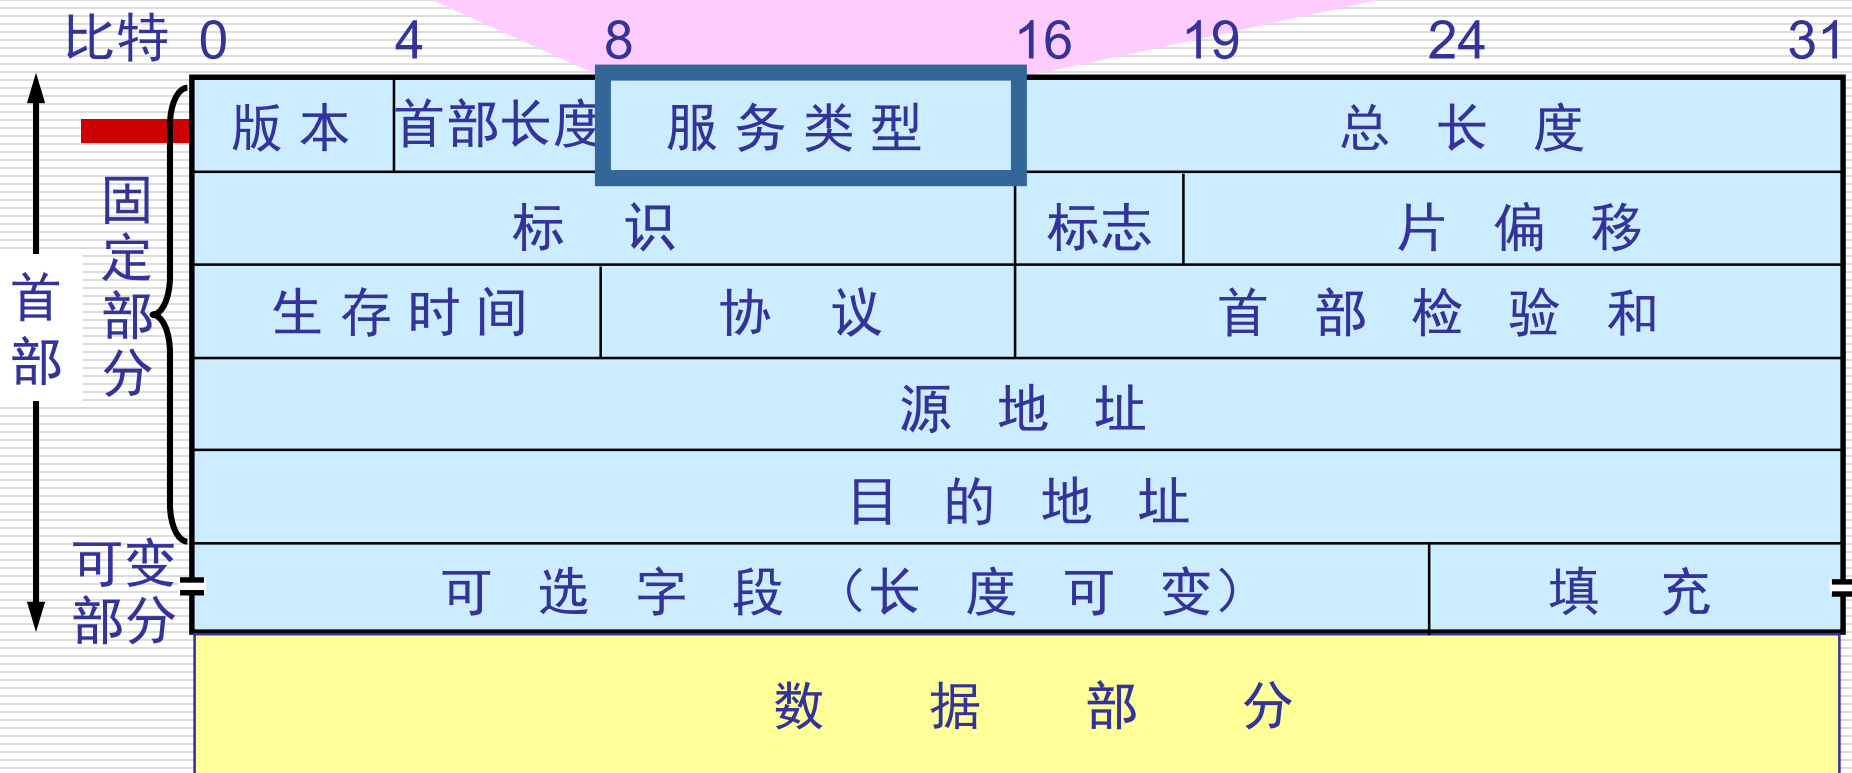 比特 0 4 8 16 19 24 31
版本 首部长度 服务类型 总长度
标识 标志 片偏移
生存时间 协议 首部检验和
源地址
目的地址
可选字段（长度可变） 填充
数据部分
首部
固定部分
可变
部分